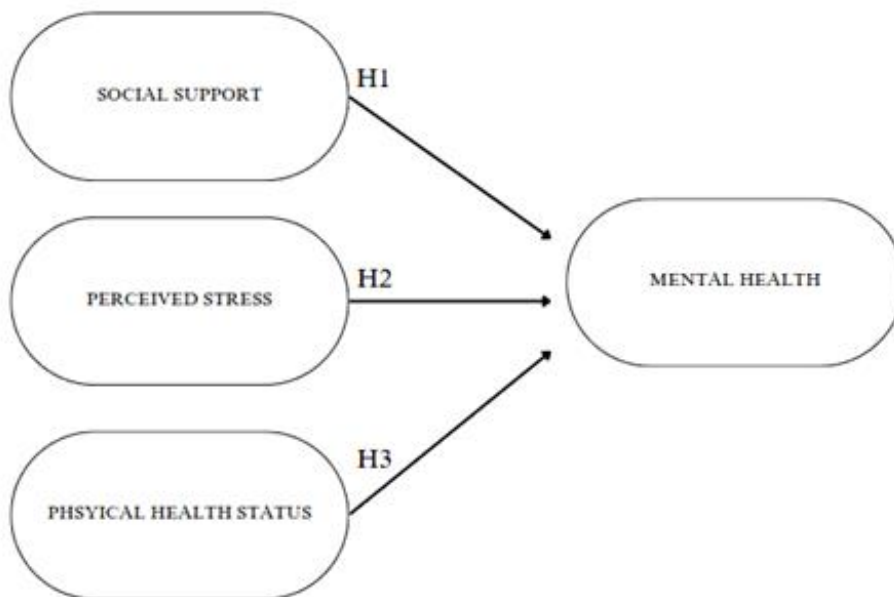 SOCIAL SUPPORT
H1
PERCEIVED STRESS
H2
MENTAL HEALTH
PHSYICAL HEALTH STATUS
H3